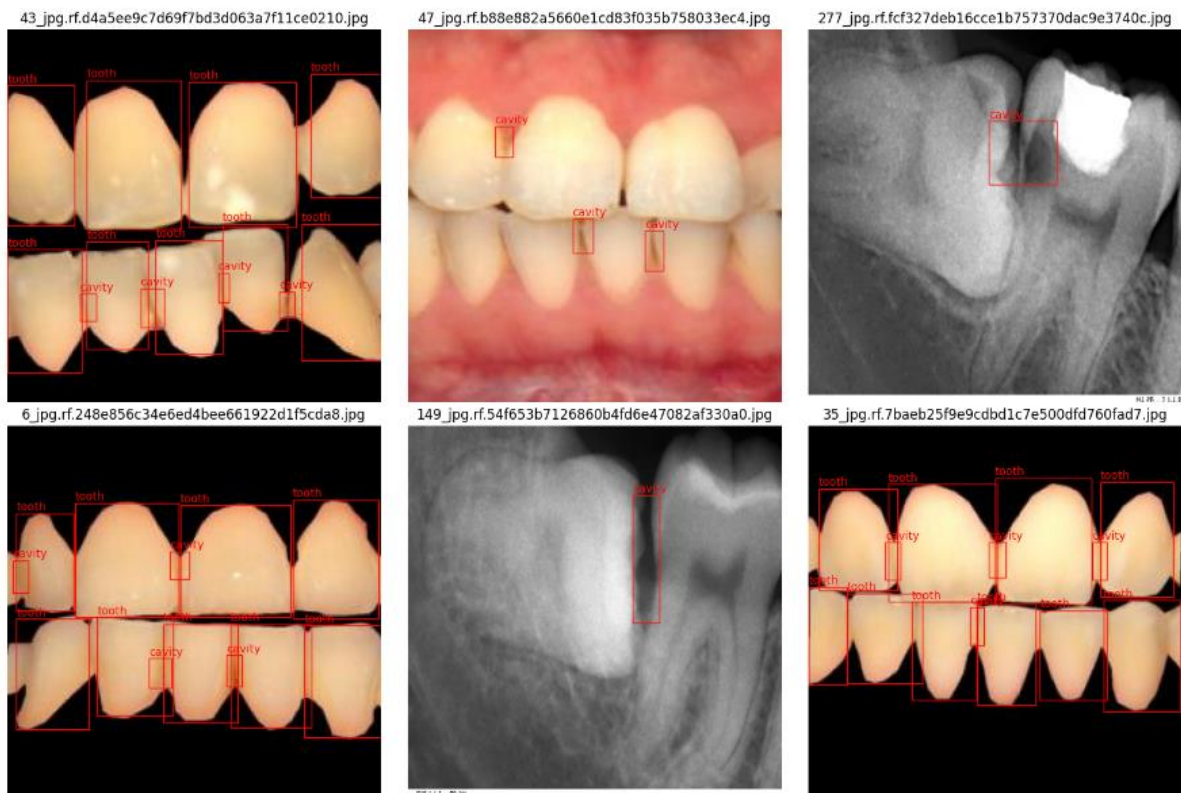 43_jpg.rf.d4a5ee9c7d69f7bd3d063a7f11ce0210.jpg
tooth
tooth
tooth
tooth
tooth
tooth
tooth
tooth
tooth
cavity
cavity
cavity
cavity
47_jpg.rf.b88e882a5660e1cd83f035b758033ec4.jpg
cavity
cavity
cavity
277_jpg.rf.fcf327deb16cce1b757370dac9e3740c.jpg
cavity
6_jpg.rf.248e856c34e6ed4bee661922d1f5cda8.jpg
tooth
tooth
tooth
tooth
cavity
cavity
tooth
tooth
tooth
tooth
tooth
cavity
cavity
149_jpg.rf.54f653b7126860b4fd6e47082af330a0.jpg
cavity
35_jpg.rf.7baeb25f9e9cdbd1c7e500dfd760fad7.jpg
tooth
tooth
tooth
tooth
cavity
cavity
cavity
tooth
tooth
tooth
tooth
tooth